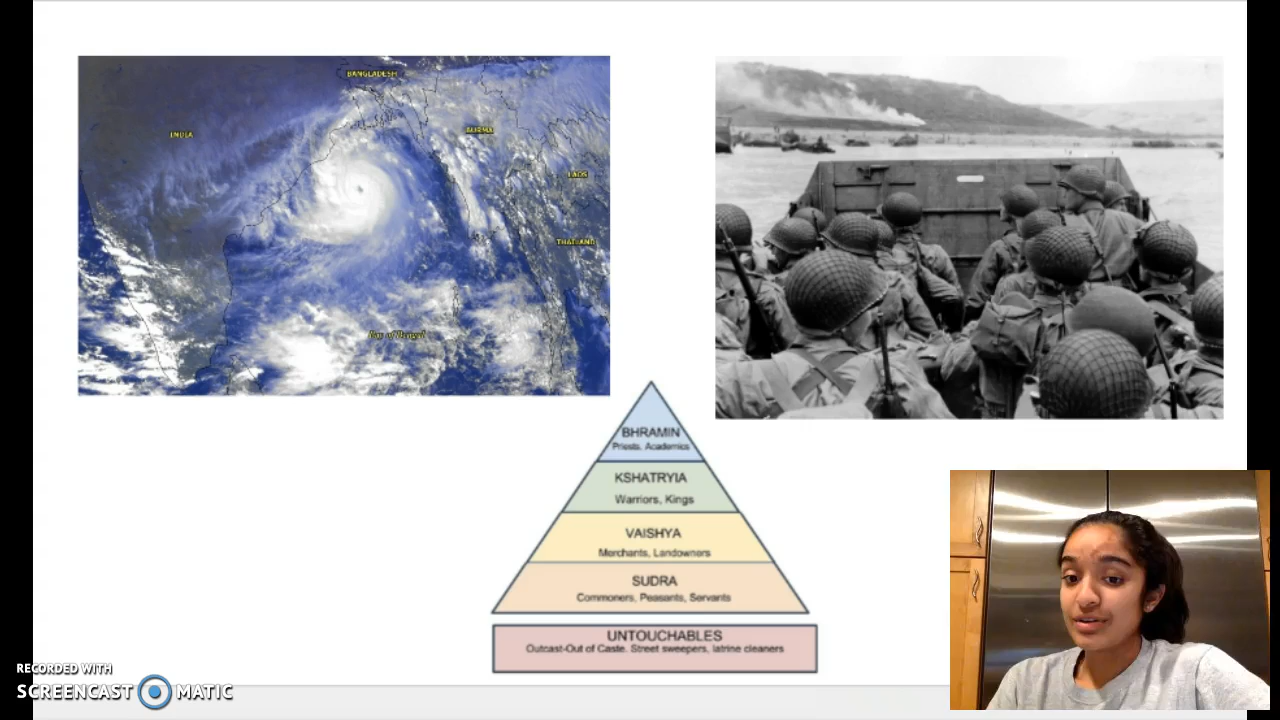 BANGLADESH
INDIA
BURMA
LAOS
THAILAND
Bay of Bengal
BHRAMIN
Priests, Academics
KSHATRYIA
Warriors, Kings
VAISHYA
Merchants, Landowners
SUDRA
Commoners, Peasants, Servants
UNTOUCHABLES
Outcast-Out of Caste. Street sweepers, latrine cleaners
RECORDED WITH
SCREENCAST MATIC